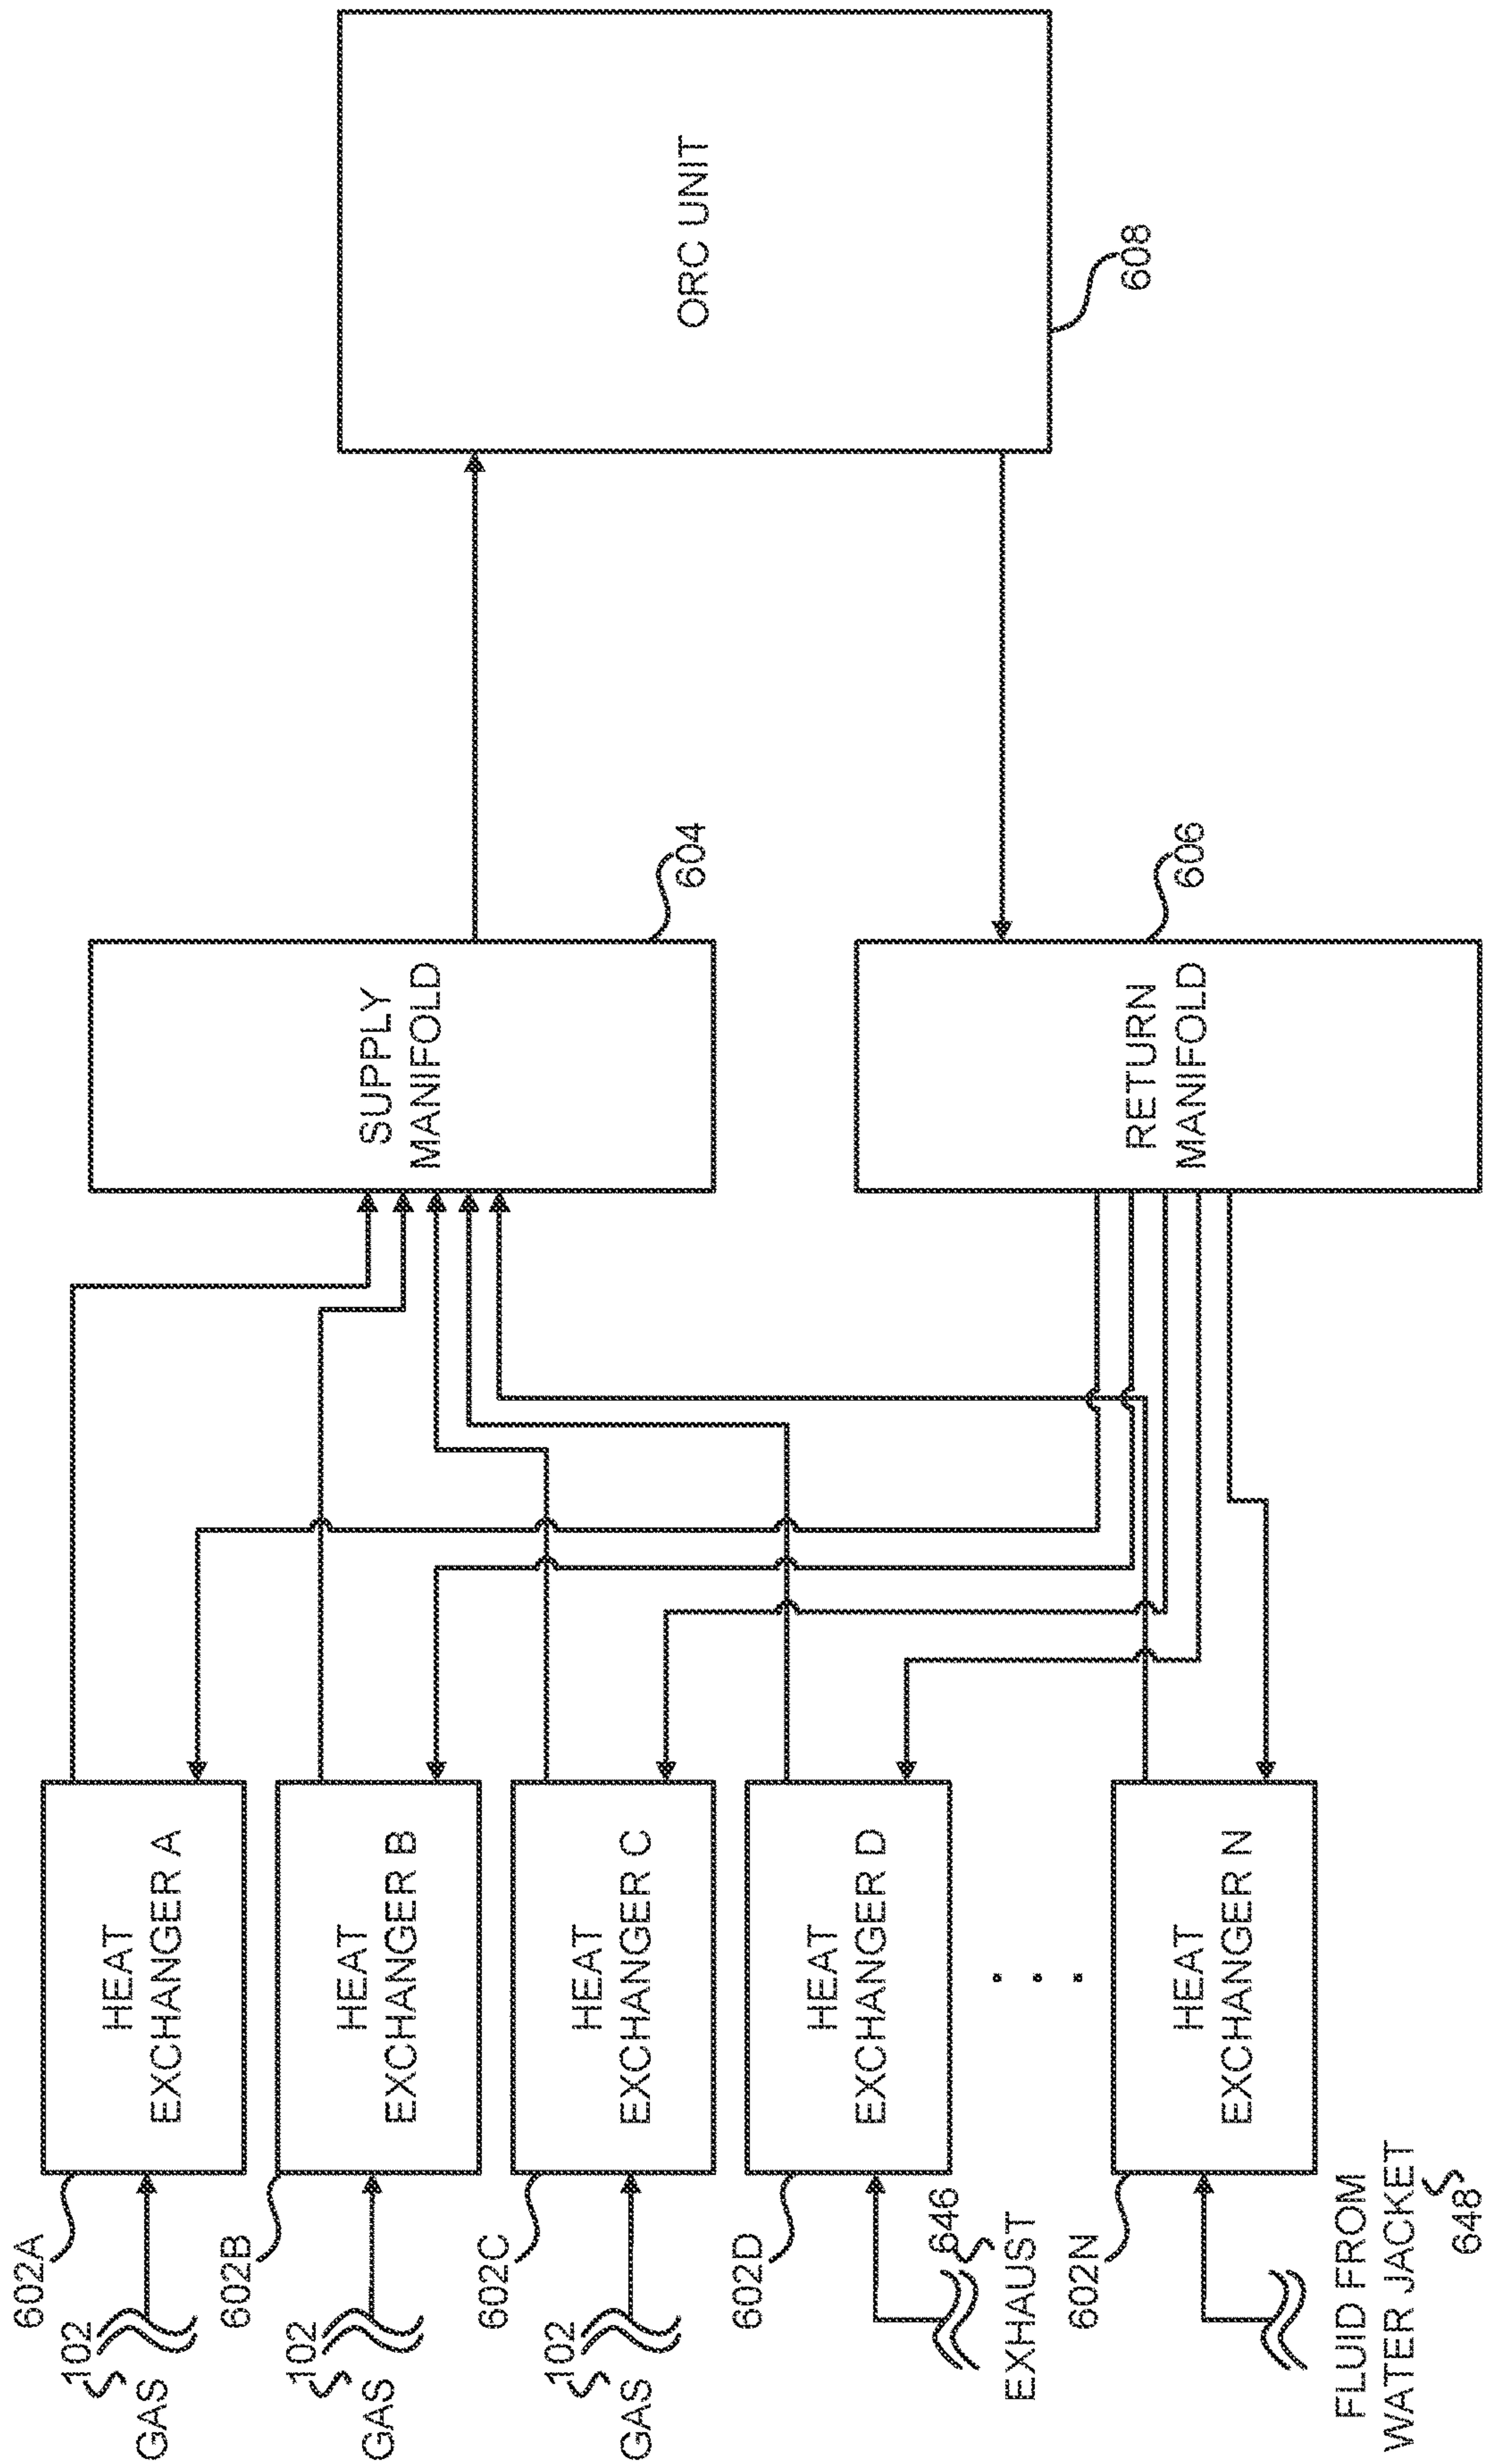 602A
102
GAS
HEAT
EXCHANGER A
602B
102
GAS
HEAT
EXCHANGER B
602C
102
GAS
HEAT
EXCHANGER C
602D
646
EXHAUST
HEAT
EXCHANGER D
. . .
602N
FLUID FROM
WATER JACKET
648
HEAT
EXCHANGER N
SUPPLY
MANIFOLD
604
RETURN
MANIFOLD
606
ORC UNIT
608